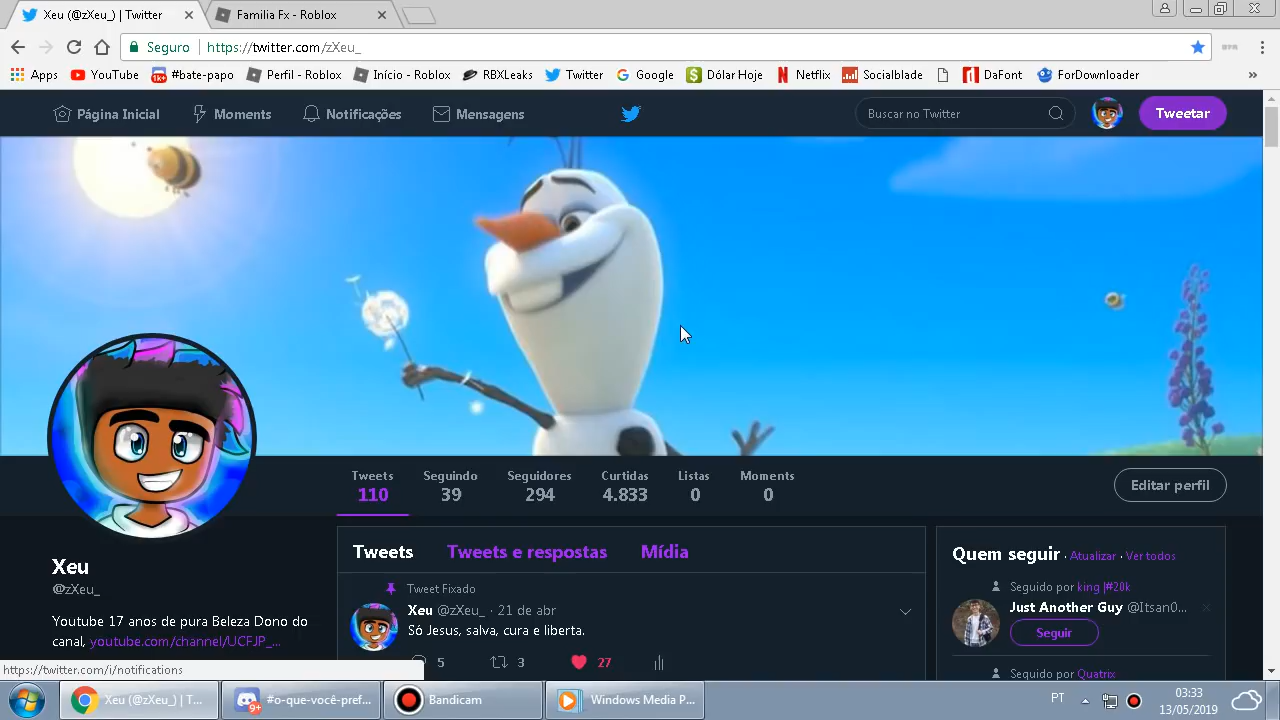 Xeu (@zXeu_) | Twitter
Familia Fx - Roblox
Seguro
https://twitter.com/zXeu_
Apps
YouTube
1k+
#bate-papo
Perfil - Roblox
Início - Roblox
RBXLeaks
Twitter
Google
Dolar Hoje
Netflix
Socialblade
DaFont
ForDownloader
»
Página Inicial
Moments
Notificações
Mensagens
Buscar no Twitter
Tweetar
Tweets
110
Seguindo
39
Seguidores
294
Curtidas
4.833
Listas
0
Moments
0
Editar perfil
Xeu
@zXeu_
Youtube 17 anos de pura Beleza Dono do
canal, youtube.com/channel/UCFJP_...
Tweets
Tweets e respostas
Mídia
Tweet Fixado
Xeu @zXeu_ · 21 de abr
Só Jesus, salva, cura e liberta.
5
3
27
Quem seguir · Atualizar · Ver todos
Seguido por king |#20k
Just Another Guy @Itsan0...
Seguir
Seguido por Quatrix
https://twitter.com/i/notifications
Xeu (@zXeu_) | T...
9+
#o-que-você-pref...
Bandicam
Windows Media P...
PT
03:33
13/05/2019